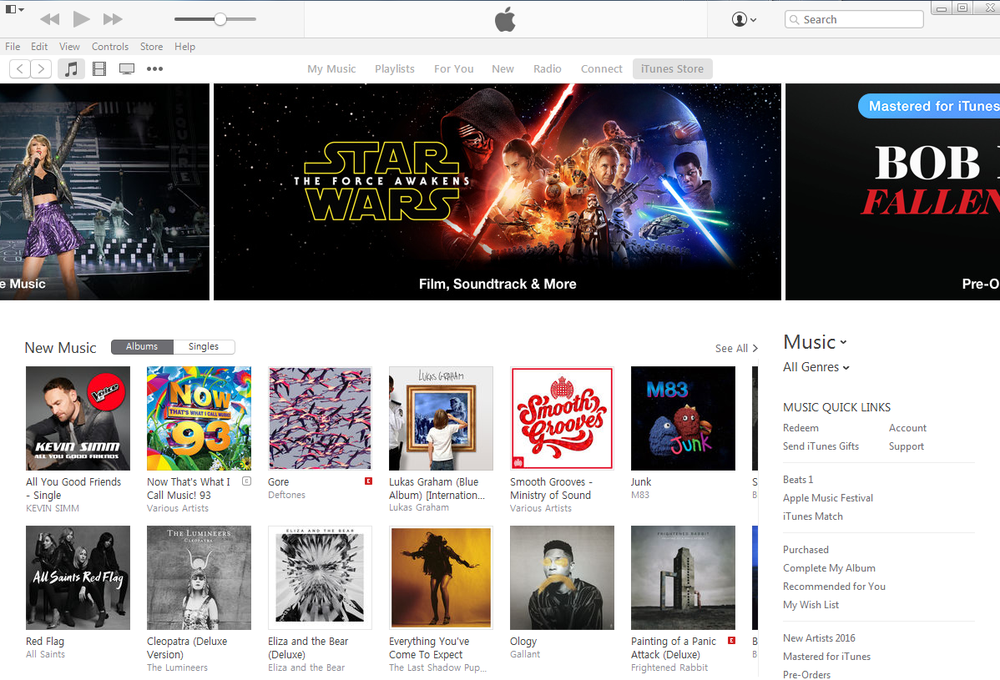 Search
File Edit View Controls Store Help
My Music Playlists For You New Radio Connect iTunes Store
STAR
THE FORCE AWAKENS
WARS
Film, Soundtrack & More
e Music
Mastered for iTunes
BOB
FALLEN
Pre-O
New Music Albums Singles See All
Music
All Genres
MUSIC QUICK LINKS
Redeem Account
Send iTunes Gifts Support
Beats 1
Apple Music Festival
iTunes Match
Purchased
Complete My Album
Recommended for You
My Wish List
New Artists 2016
Mastered for iTunes
Pre-Orders
the Voice
KEVIN SIMM
ALL YOU GOOD FRIENDS
All You Good Friends
- Single
KEVIN SIMM
NOW
THAT'S WHAT I CALL MUSIC!
93
Now That's What I C
Call Music! 93
Various Artists
Gore E
Deftones
LUKAS GRAHAM
Lukas Graham (Blue
Album) [Internation...
Lukas Graham
Smooth
Grooves
Smooth Grooves -
Ministry of Sound
Various Artists
M83
Junk
Junk
M83
S
B
All Saints Red Flag
Red Flag
All Saints
THE LUMINEERS
CLEOPATRA
Cleopatra (Deluxe
Version)
The Lumineers
ELIZA AND THE BEAR
Eliza and the Bear
(Deluxe)
Eliza and the Bear
Everything You've
Come To Expect
The Last Shadow Pup...
Ology
Gallant
FRIGHTENED RABBIT
Painting of a Panic E
Attack (Deluxe)
Frightened Rabbit
B
B